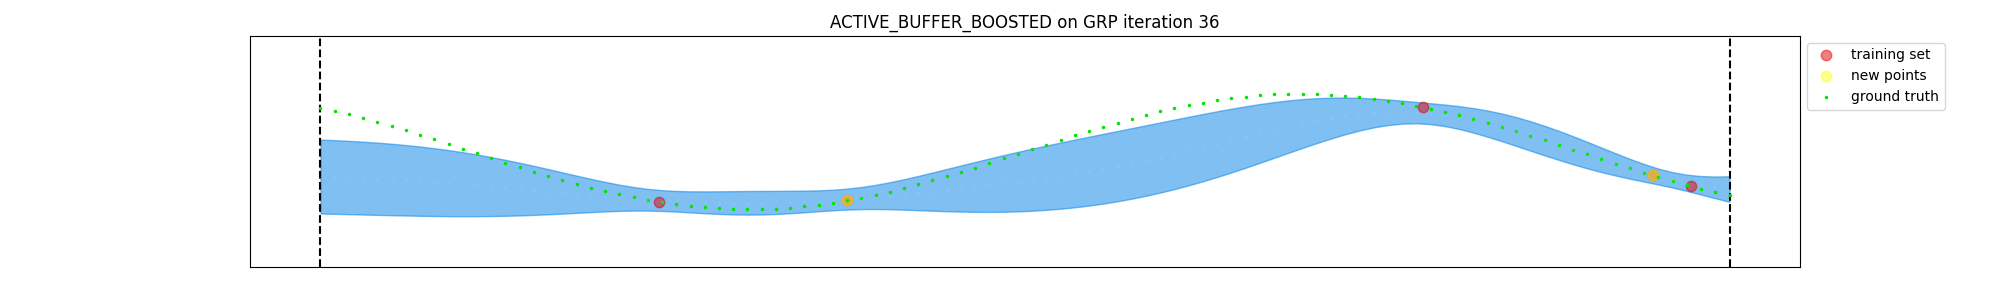 ACTIVE_BUFFER_BOOSTED on GRP iteration 36
training set
new points
ground truth